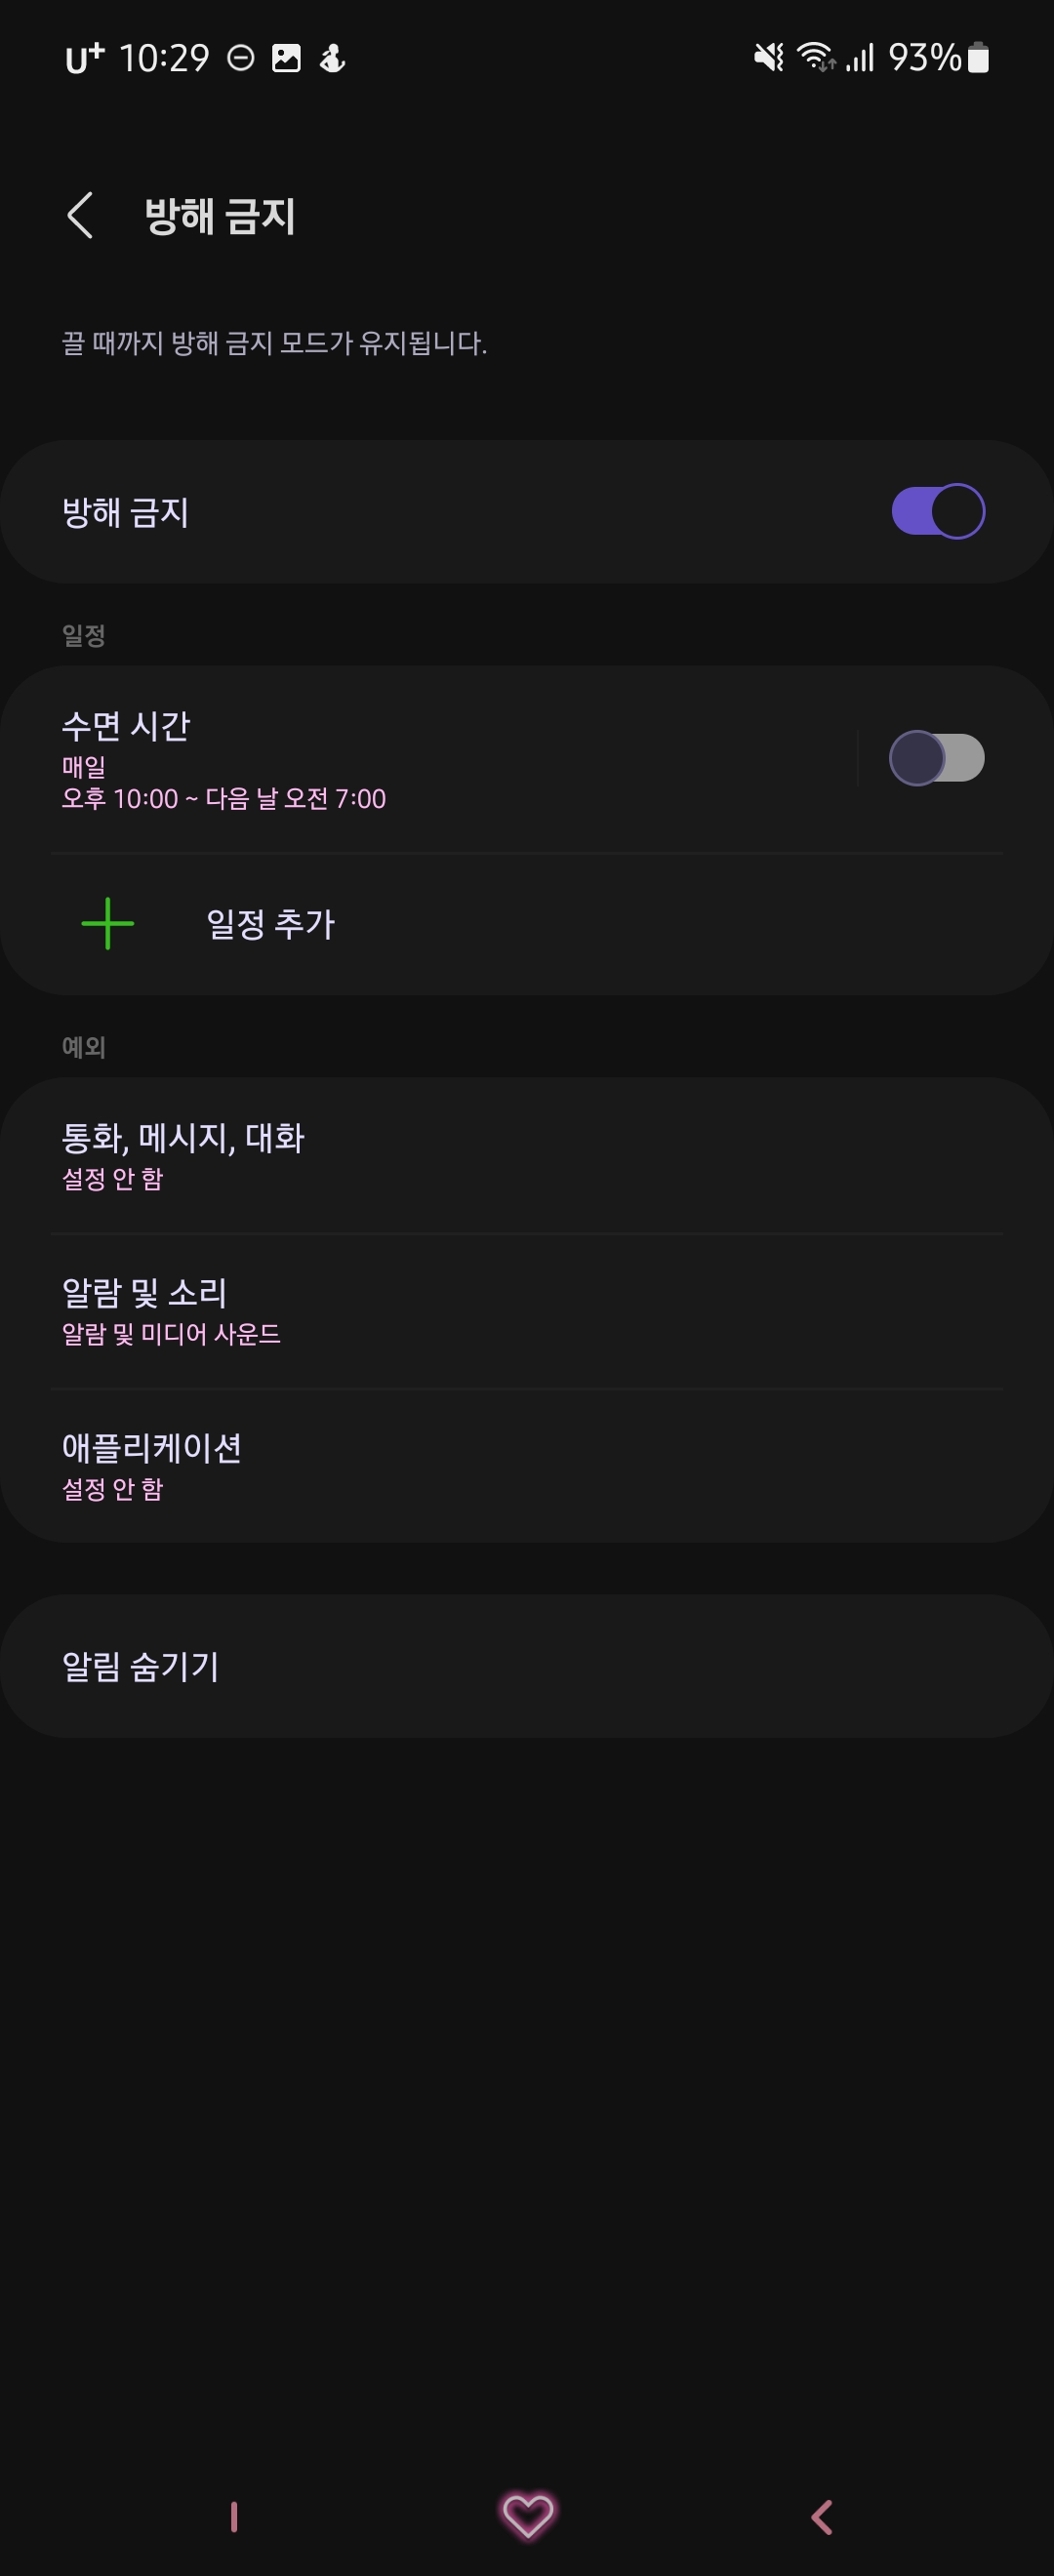 U+ 10:29 93%
방해 금지
끌 때까지 방해 금지 모드가 유지됩니다.
방해 금지
일정
수면 시간
매일
오후 10:00 ~ 다음 날 오전 7:00
일정 추가
예외
통화, 메시지, 대화
설정 안 함
알람 및 소리
알람 및 미디어 사운드
애플리케이션
설정 안 함
알림 숨기기